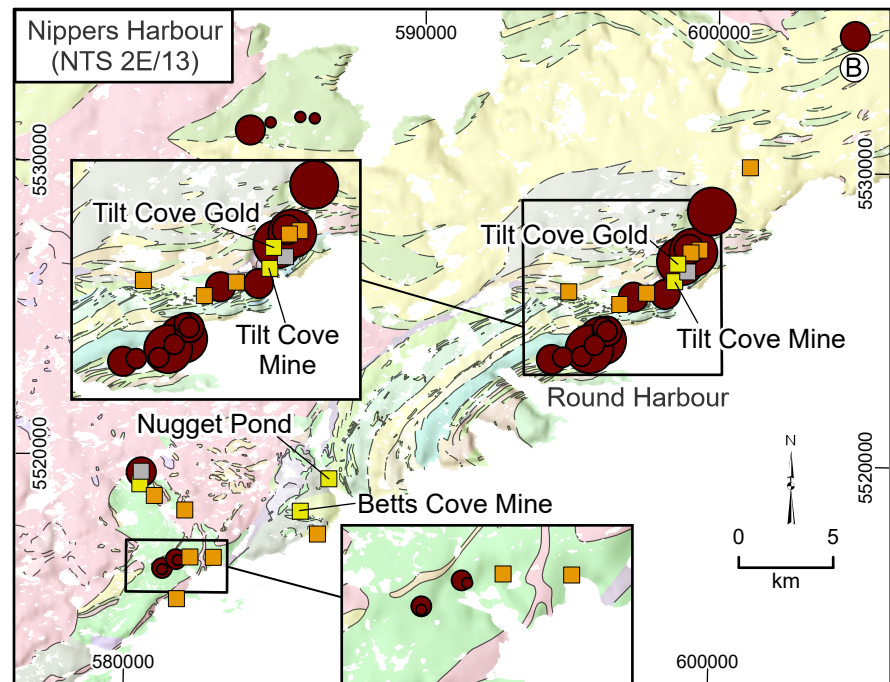 Nippers Harbour
(NTS 2E/13)
590000
600000
B
5530000
5530000
Tilt Cove Gold
Tilt Cove
Mine
Tilt Cove Gold
Tilt Cove Mine
Round Harbour
Nugget Pond
Betts Cove Mine
5520000
5520000
N
0 5
km
580000
600000